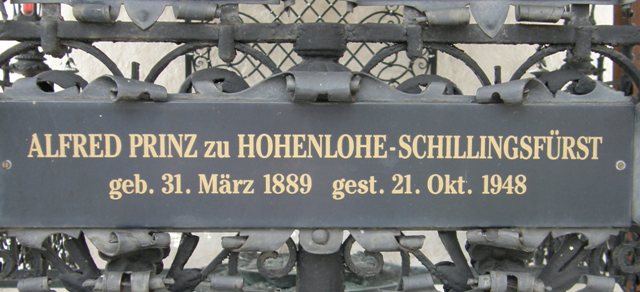 ALFRED PRINZ zu HOHENLOHE-SCHILLINGSFÜRST
geb. 31. März 1889 gest. 21. Okt. 1948